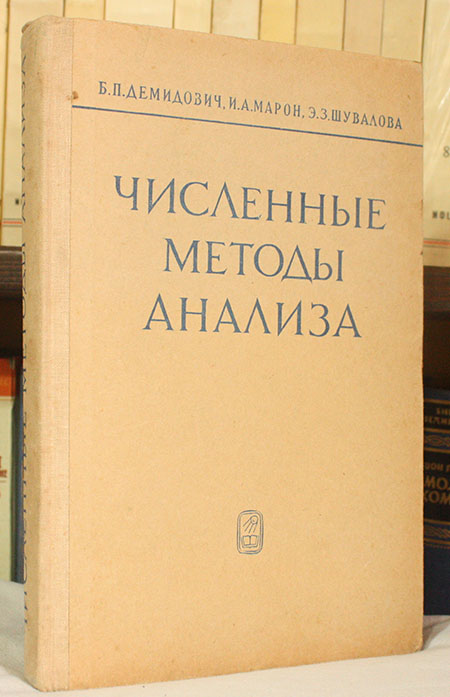 Б.П.ДЕМИДОВИЧ, И.А.МАРОН, Э.З.ШУВАЛОВА
ЧИСЛЕННЫЕ
МЕТОДЫ
АНАЛИЗА